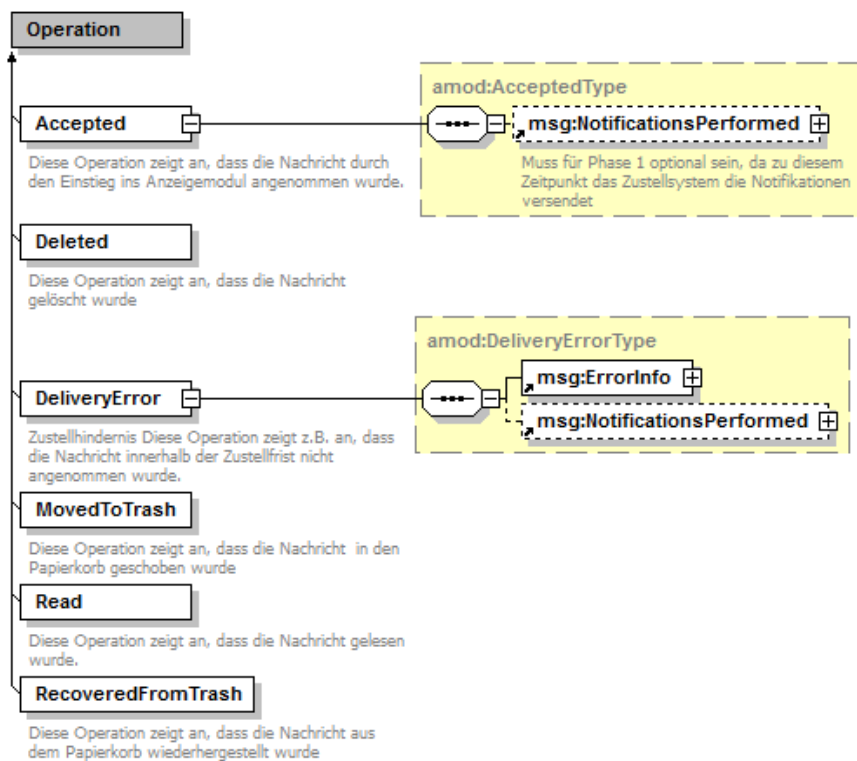 Operation
amod:AcceptedType
Accepted
msg:NotificationsPerformed
Diese Operation zeigt an, dass die Nachricht durch
den Einstieg ins Anzeigemodul angenommen wurde.
Muss für Phase 1 optional sein, da zu diesem
Zeitpunkt das Zustellsystem die Notifikationen
versendet
Deleted
Diese Operation zeigt an, dass die Nachricht
gelöscht wurde
amod:DeliveryErrorType
msg:ErrorInfo
DeliveryError
msg:NotificationsPerformed
Zustellhindernis Diese Operation zeigt z.B. an, dass
die Nachricht innerhalb der Zustellfrist nicht
angenommen wurde.
MovedToTrash
Diese Operation zeigt an, dass die Nachricht in den
Papierkorb geschoben wurde
Read
Diese Operation zeigt an, dass die Nachricht gelesen
wurde.
RecoveredFromTrash
Diese Operation zeigt an, dass die Nachricht aus
dem Papierkorb wiederhergestellt wurde